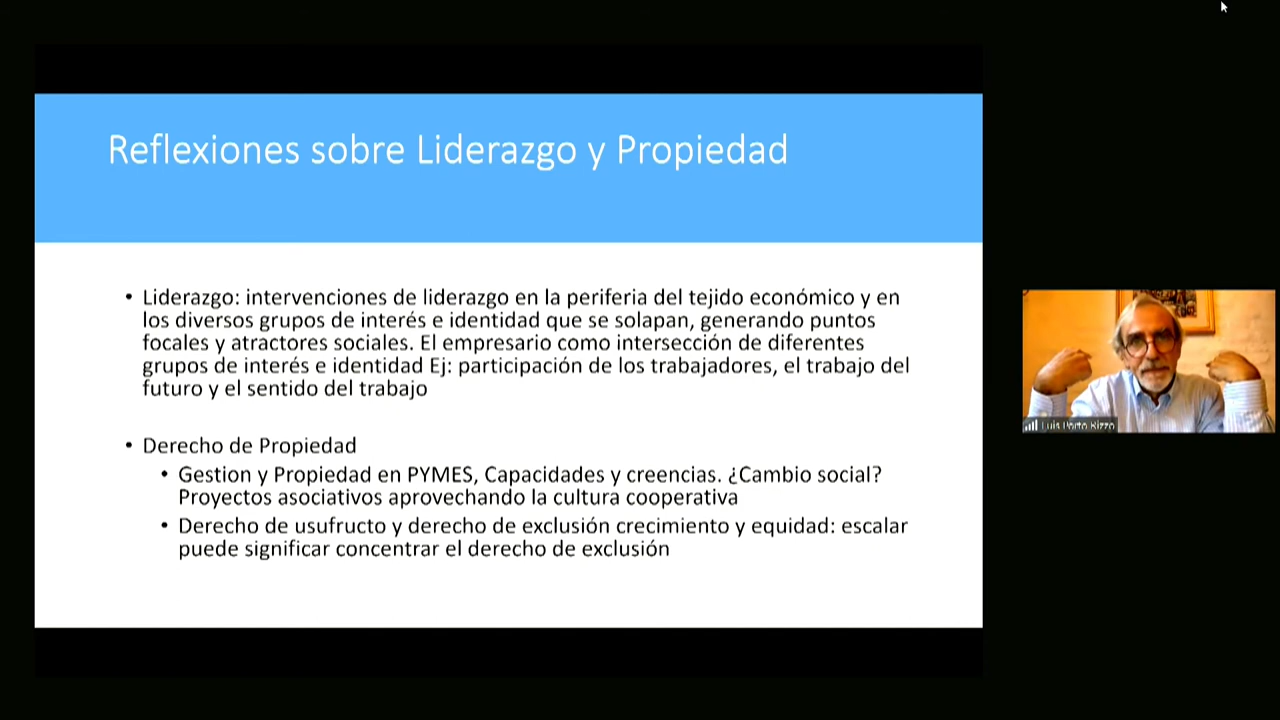 Reflexiones sobre Liderazgo y Propiedad
• Liderazgo: intervenciones de liderazgo en la periferia del tejido económico y en
los diversos grupos de interés e identidad que se solapan, generando puntos
focales y atractores sociales. El empresario como intersección de diferentes
grupos de interés e identidad Ej: participación de los trabajadores, el trabajo del
futuro y el sentido del trabajo
• Derecho de Propiedad
• Gestion y Propiedad en PYMES, Capacidades y creencias. ¿Cambio social?
Proyectos asociativos aprovechando la cultura cooperativa
• Derecho de usufructo y derecho de exclusión crecimiento y equidad: escalar
puede significar concentrar el derecho de exclusión
Luis Porto Rizzo